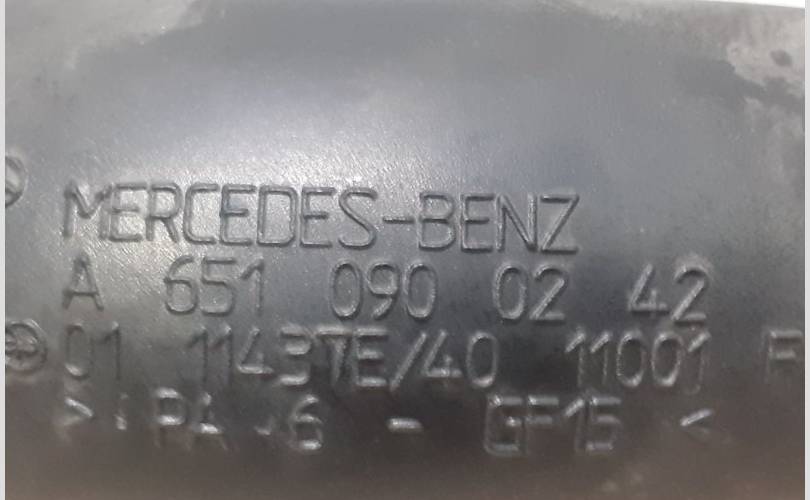 MERCEDES-BENZ
A 651 090 02 42
01 1143TE/40 11001 F
> PA 6 - GF15 <